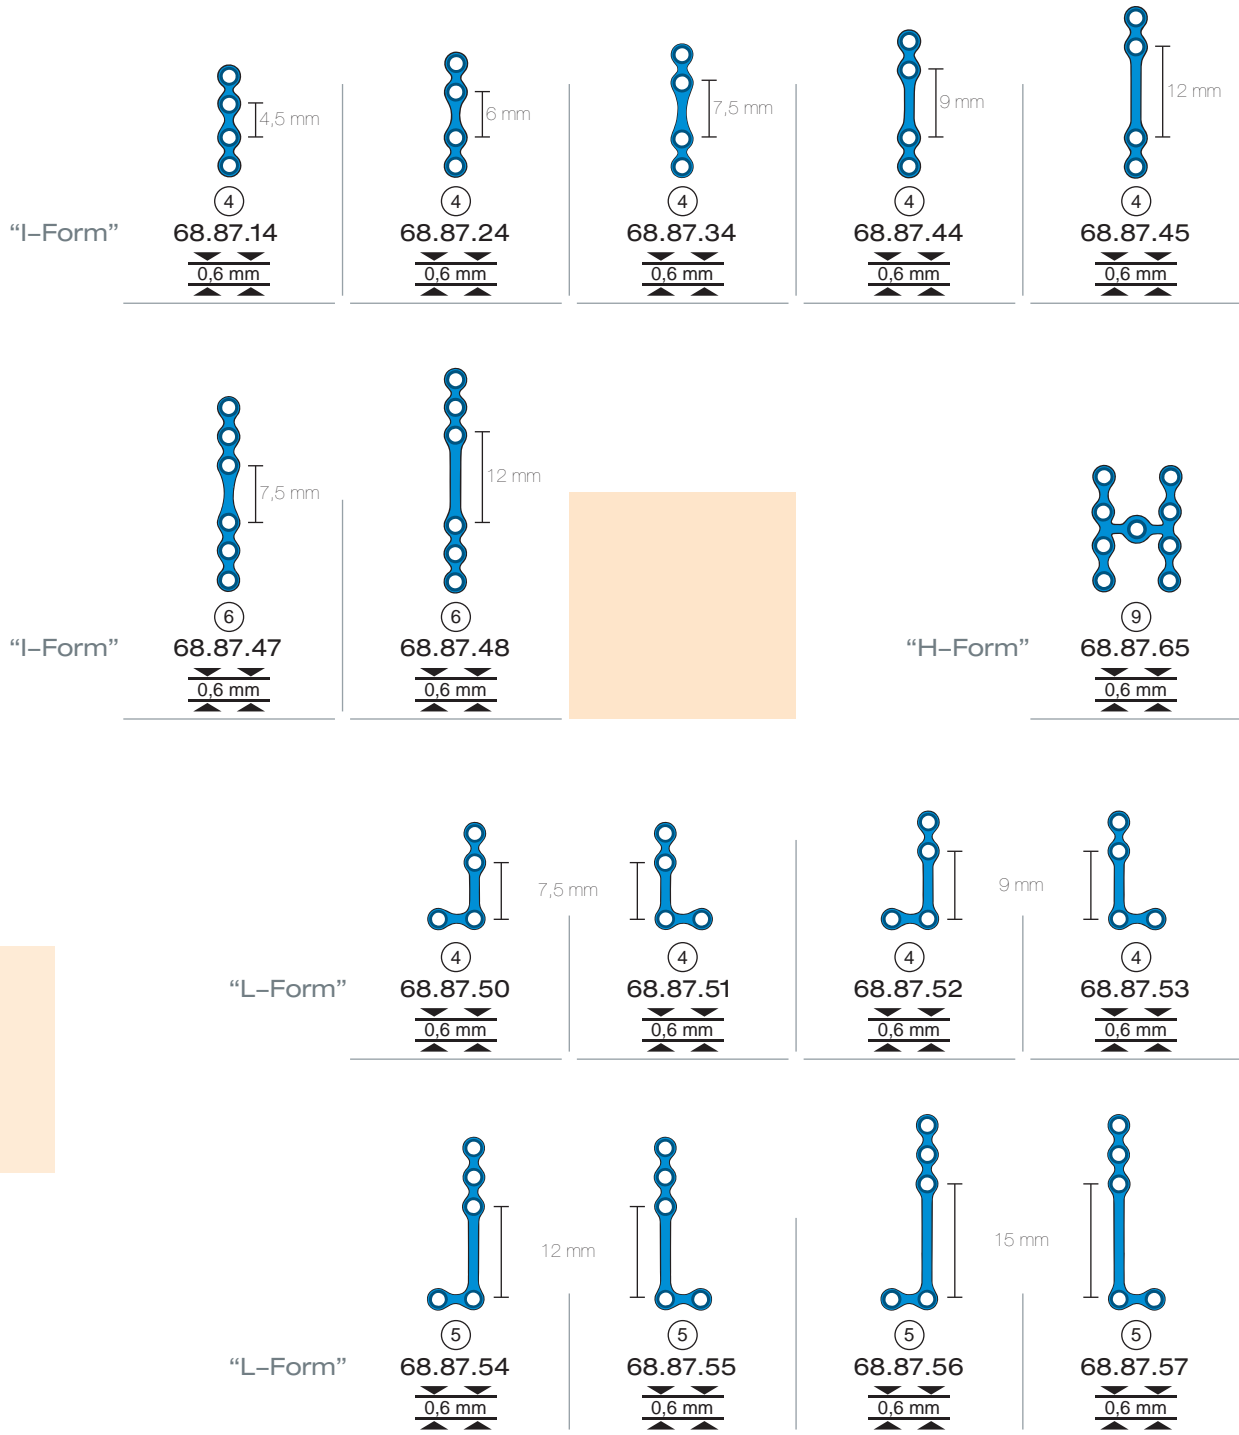 4,5 mm
6 mm
7,5 mm
9 mm
12 mm
4 4 4 4 4
“I–Form” 68.87.14 68.87.24 68.87.34 68.87.44 68.87.45
0,6 mm 0,6 mm 0,6 mm 0,6 mm 0,6 mm
7,5 mm
12 mm
6 6 9
“I–Form” 68.87.47 68.87.48 “H–Form” 68.87.65
0,6 mm 0,6 mm 0,6 mm
7,5 mm 9 mm
4 4 4 4
“L–Form” 68.87.50 68.87.51 68.87.52 68.87.53
0,6 mm 0,6 mm 0,6 mm 0,6 mm
12 mm 15 mm
5 5 5 5
“L–Form” 68.87.54 68.87.55 68.87.56 68.87.57
0,6 mm 0,6 mm 0,6 mm 0,6 mm